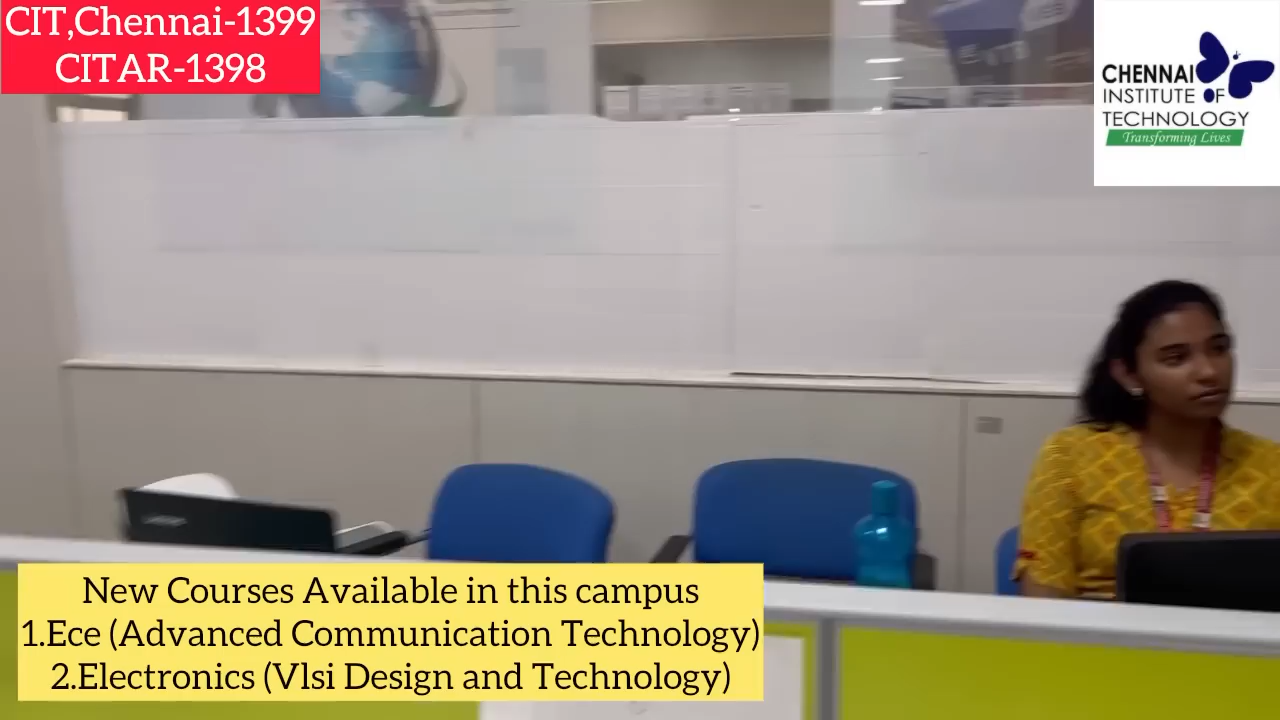 CIT,Chennai-1399
CITAR-1398
CHENNAI
INSTITUTE OF
TECHNOLOGY
Transforming Lives
New Courses Available in this campus
1.Ece (Advanced Communication Technology)
2.Electronics (Vlsi Design and Technology)